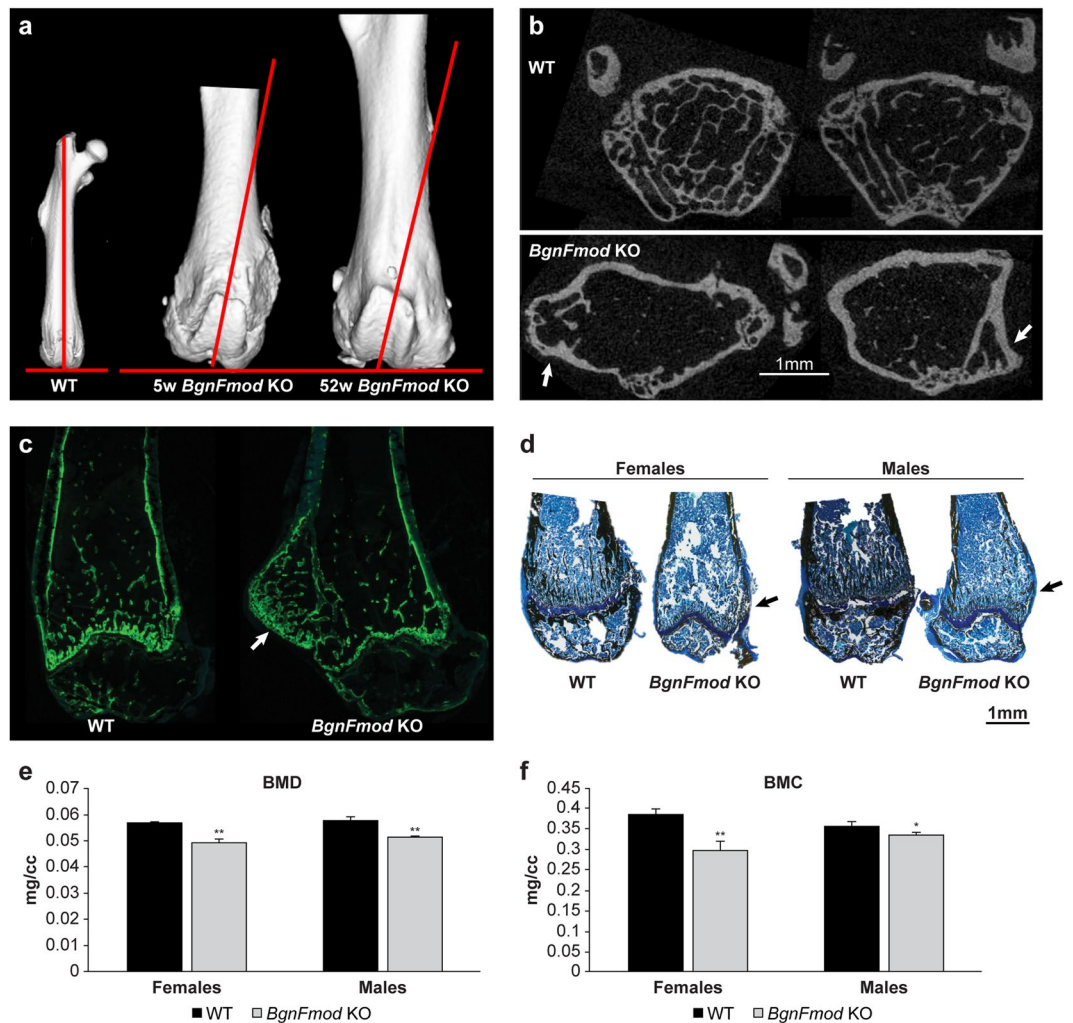 a
WT
5w BgnFmod KO
52w BgnFmod KO
b
WT
BgnFmod KO
1mm
c
WT
BgnFmod KO
d
Females
Males
WT
BgnFmod KO
WT
BgnFmod KO
1mm
e
BMD
0.07
0.06
0.05
0.04
0.03
0.02
0.01
0
mg/cc
**
**
Females
Males
WT
BgnFmod KO
f
BMC
0.45
0.4
0.35
0.3
0.25
0.2
0.15
0.1
0.05
0
mg/cc
**
*
Females
Males
WT
BgnFmod KO